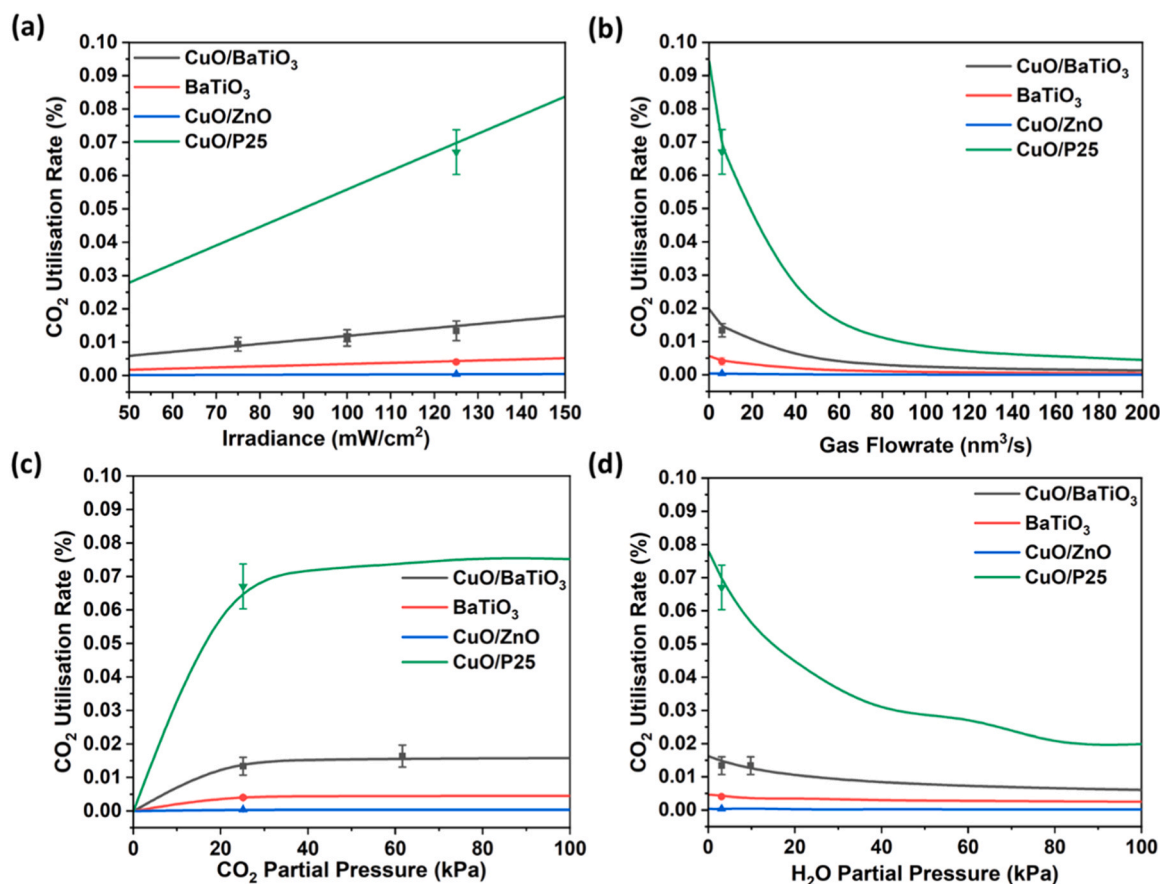 (a)
0.10
0.09
0.08
0.07
0.06
0.05
0.04
0.03
0.02
0.01
0.00
CO₂ Utilisation Rate (%)
CuO/BaTiO₃
BaTiO₃
CuO/ZnO
CuO/P25
50 60 70 80 90 100 110 120 130 140 150
Irradiance (mW/cm²)
(b)
0.10
0.09
0.08
0.07
0.06
0.05
0.04
0.03
0.02
0.01
0.00
CO₂ Utilisation Rate (%)
CuO/BaTiO₃
BaTiO₃
CuO/ZnO
CuO/P25
0 20 40 60 80 100 120 140 160 180 200
Gas Flowrate (nm³/s)
(c)
0.10
0.09
0.08
0.07
0.06
0.05
0.04
0.03
0.02
0.01
0.00
CO₂ Utilisation Rate (%)
CuO/BaTiO₃
BaTiO₃
CuO/ZnO
CuO/P25
0 20 40 60 80 100
CO₂ Partial Pressure (kPa)
(d)
0.10
0.09
0.08
0.07
0.06
0.05
0.04
0.03
0.02
0.01
0.00
CO₂ Utilisation Rate (%)
CuO/BaTiO₃
BaTiO₃
CuO/ZnO
CuO/P25
0 20 40 60 80 100
H₂O Partial Pressure (kPa)